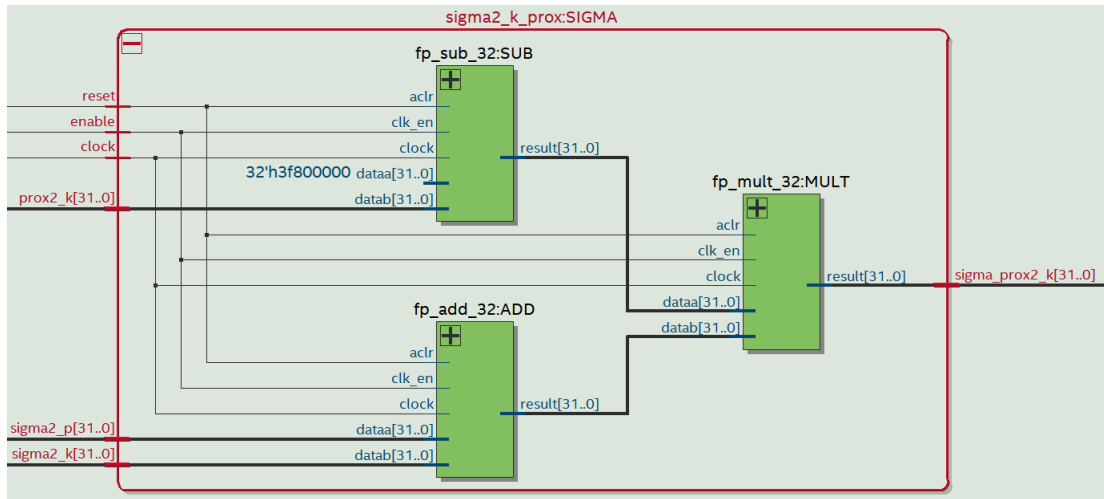 sigma2_k_prox:SIGMA
fp_sub_32:SUB
reset
aclr
enable
clk_en
clock
clock
result[31..0]
32'h3f800000 dataa[31..0]
prox2_k[31..0]
datab[31..0]
fp_mult_32:MULT
aclr
clk_en
clock
result[31..0]
sigma_prox2_k[31..0]
dataa[31..0]
datab[31..0]
fp_add_32:ADD
aclr
clk_en
clock
result[31..0]
sigma2_p[31..0]
dataa[31..0]
sigma2_k[31..0]
datab[31..0]